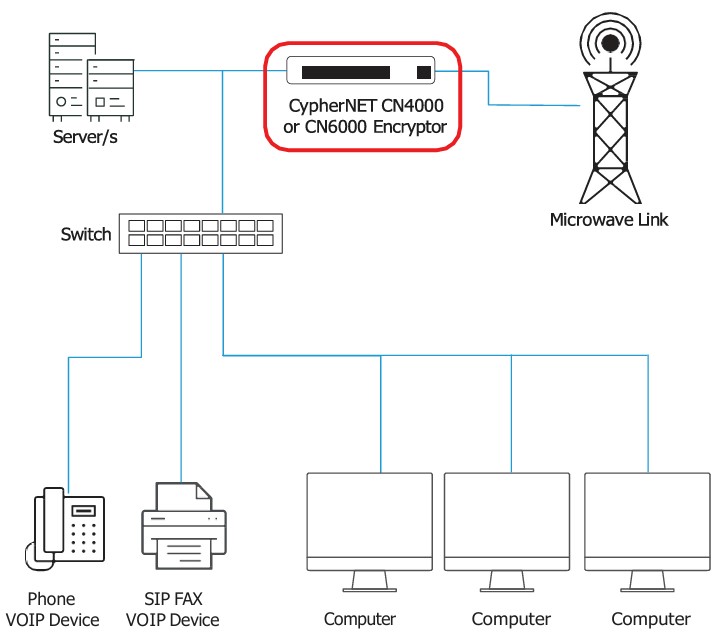 Server/s
CypherNET CN4000
or CN6000 Encryptor
Microwave Link
Switch
Phone
VOIP Device
SIP FAX
VOIP Device
Computer
Computer
Computer